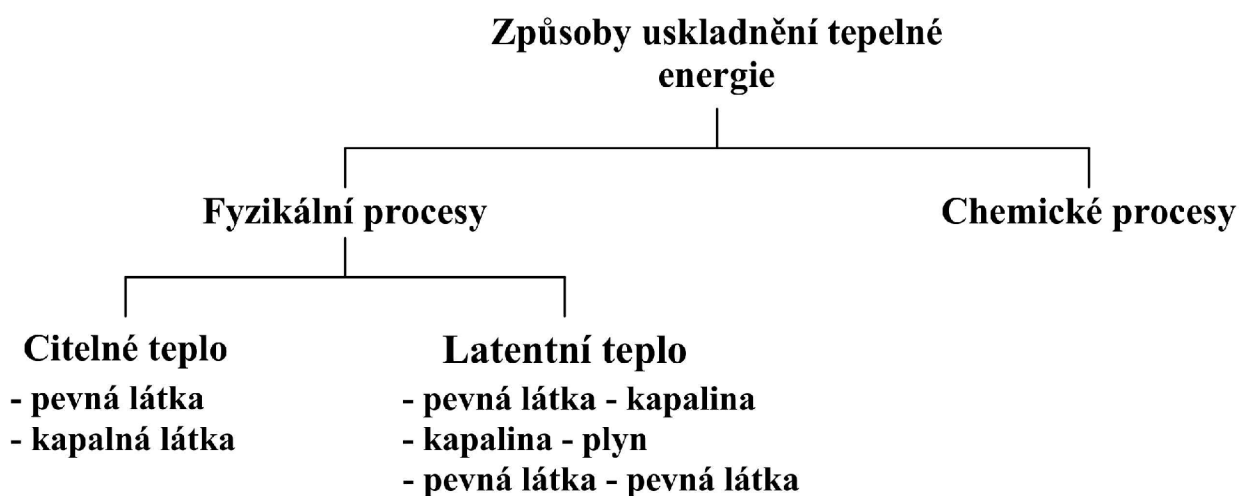 Způsoby uskladnění tepelné
energie
Fyzikální procesy
Chemické procesy
Citelné teplo
- pevná látka
- kapalná látka
Latentní teplo
- pevná látka - kapalina
- kapalina - plyn
- pevná látka - pevná látka